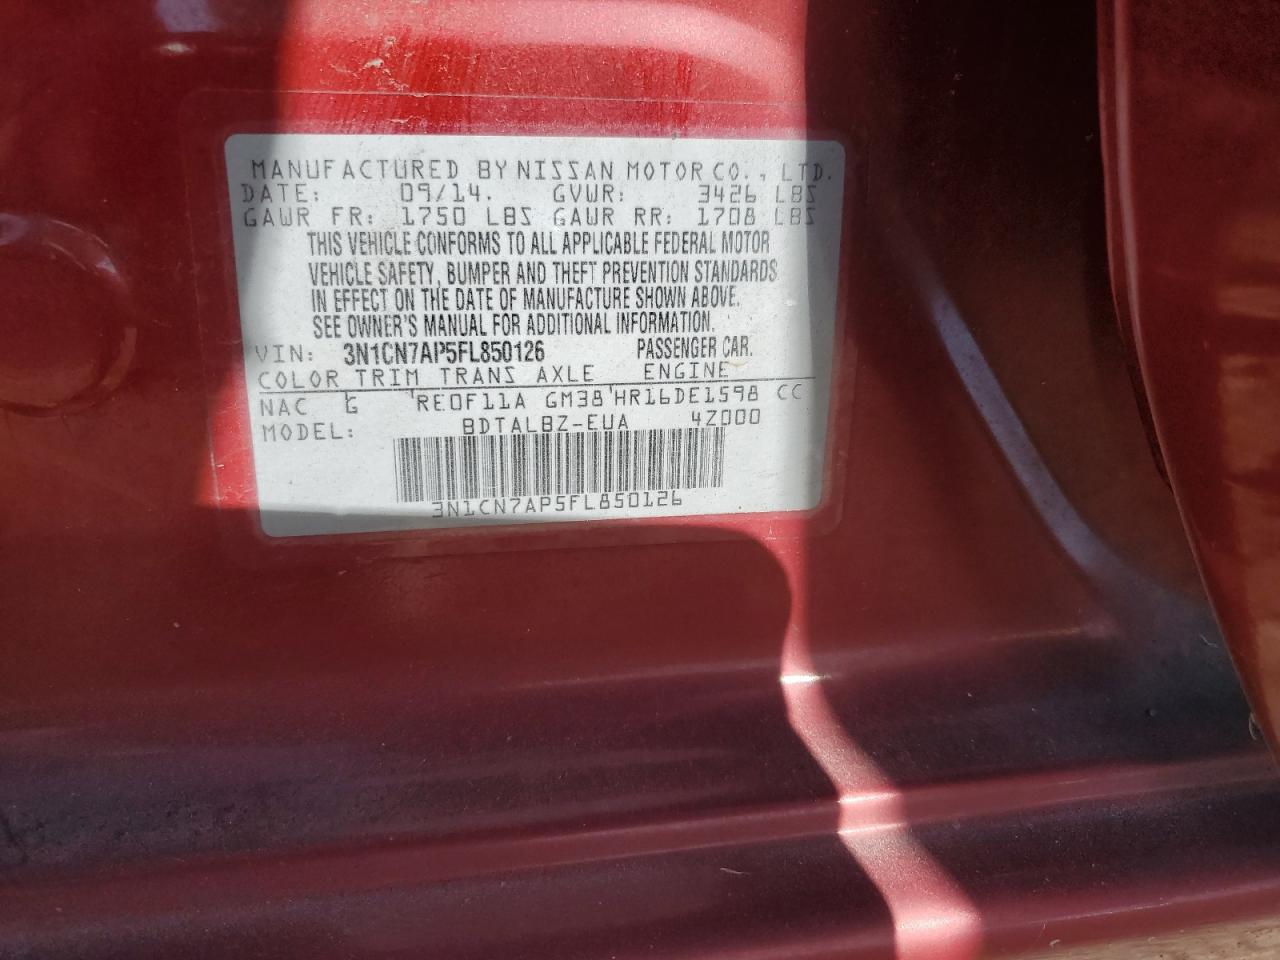 MANUFACTURED BY NISSAN MOTOR CO., LTD.
DATE: 09/14. GVWR: 3426 LBS
GAWR FR: 1750 LBS GAWR RR: 1708 LBS
THIS VEHICLE CONFORMS TO ALL APPLICABLE FEDERAL MOTOR
VEHICLE SAFETY, BUMPER AND THEFT PREVENTION STANDARDS
IN EFFECT ON THE DATE OF MANUFACTURE SHOWN ABOVE.
SEE OWNER'S MANUAL FOR ADDITIONAL INFORMATION.
VIN: 3N1CN7AP5FL850126 PASSENGER CAR.
COLOR TRIM TRANS AXLE ENGINE
NAC G RE0F11A GM38 HR16DE1598 CC
MODEL: BDTALBZ-EUA 4Z000
3N1CN7AP5FL850126